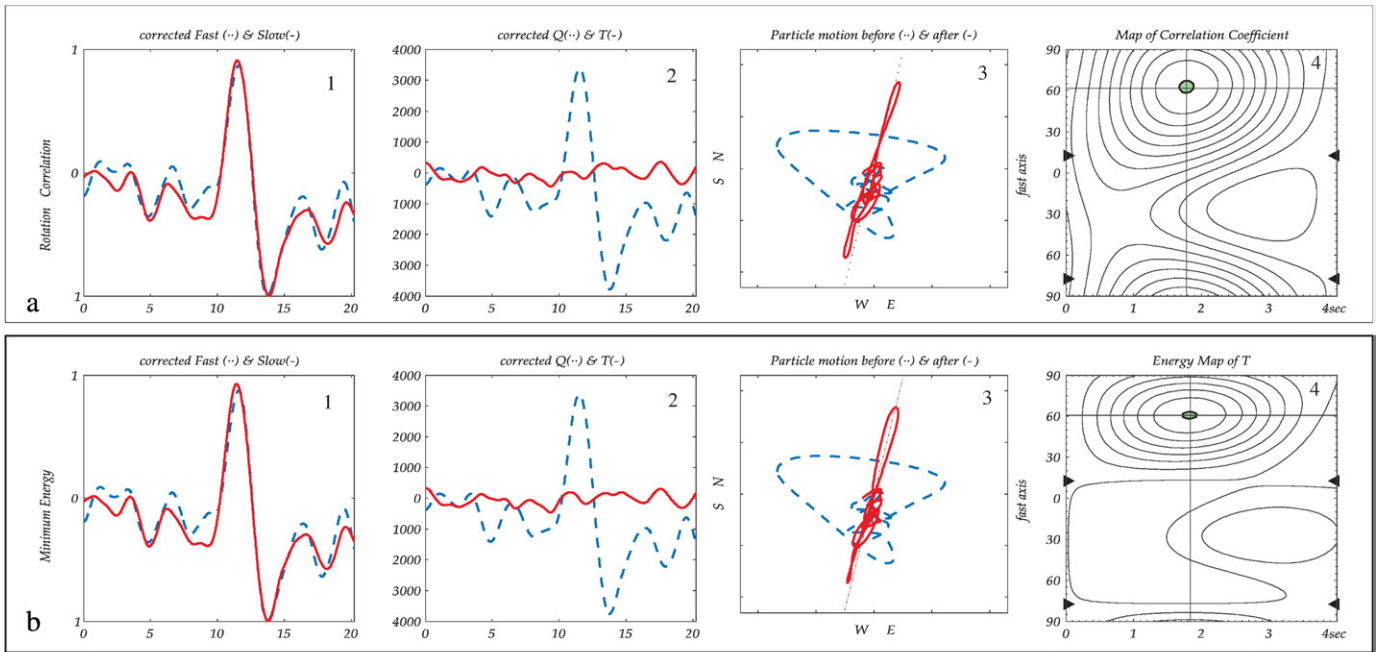 corrected Fast (··) & Slow(-)
corrected Q(··) & T(-)
Particle motion before (··) & after (-)
Map of Correlation Coefficient
1
0
1
Rotation Correlation
0 5 10 15 20
1
4000
3000
2000
1000
0
1000
2000
3000
4000
0 5 10 15 20
2
S N
W E
3
90
60
30
0
30
60
90
fast axis
0 1 2 3 4sec
4
a
corrected Fast (··) & Slow(-)
corrected Q(··) & T(-)
Particle motion before (··) & after (-)
Energy Map of T
1
0
1
Minimum Energy
0 5 10 15 20
1
4000
3000
2000
1000
0
1000
2000
3000
4000
0 5 10 15 20
2
S N
W E
3
90
60
30
0
30
60
90
fast axis
0 1 2 3 4sec
4
b